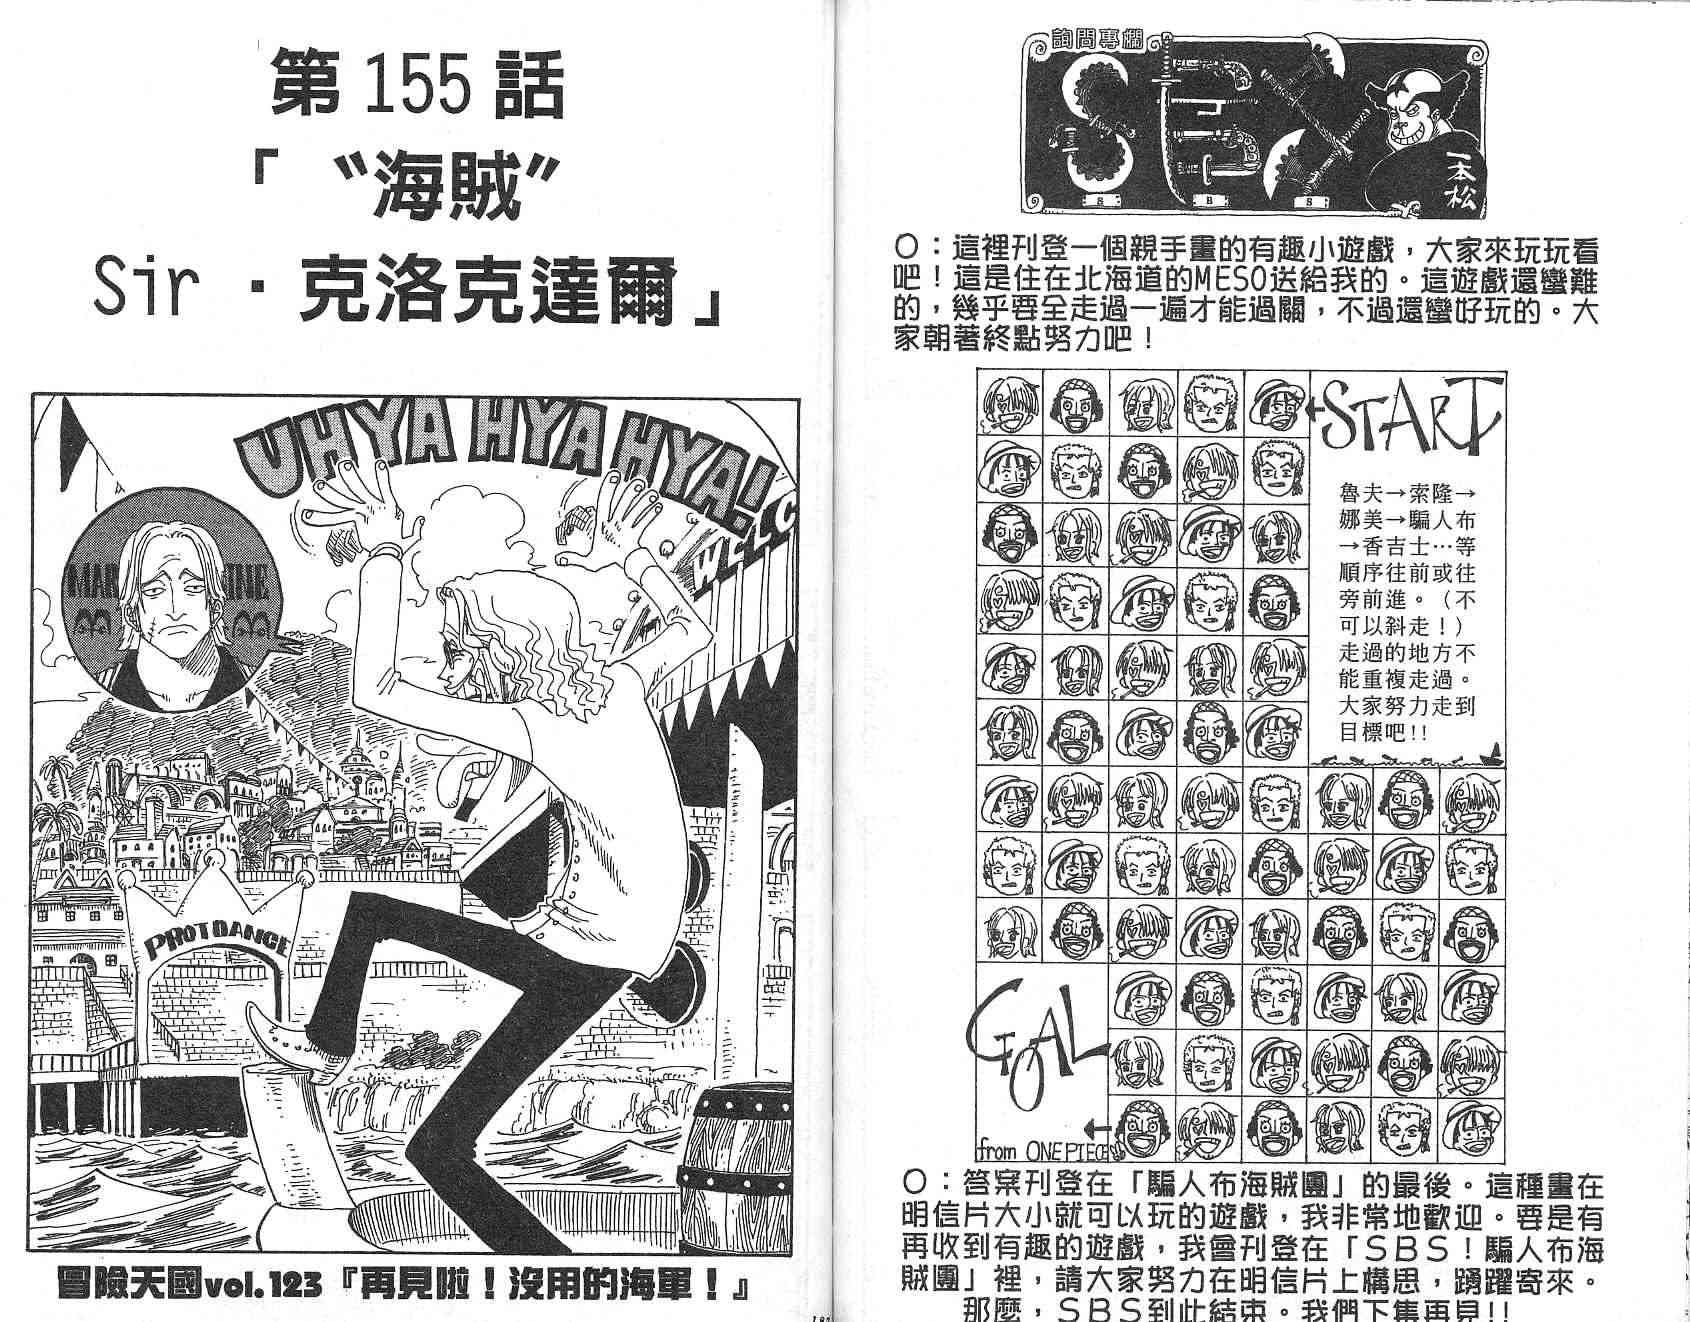 第155話
「〝海賊〞
Sir・克洛克達爾」
UHYA HYA HYA HYA!
WELC
MAR INE
PROTDANCE
冒險天國vol.123『再見啦!沒用的海軍!』
詢問專欄
一本松
S B S
O:這裡刊登一個親手畫的有趣小遊戲,大家來玩玩看
吧!這是住在北海道的MESO送給我的。這遊戲還蠻難
的,幾乎要全走過一遍才能過關,不過還蠻好玩的。大
家朝著終點努力吧!
←START
魯夫→索隆→
娜美→騙人布
→香吉士…等
順序往前或往
旁前進。(不
可以斜走!)
走過的地方不
能重複走過。
大家努力走到
目標吧!!
GOAL
←
from ONE PIECE
O:答案刊登在「騙人布海賊團」的最後。這種畫在
明信片大小就可以玩的遊戲,我非常地歡迎。要是有
再收到有趣的遊戲,我會刊登在「SBS!騙人布海
賊團」裡,請大家努力在明信片上構思,踴躍寄來。
那麼,SBS到此結束。我們下集再見!!